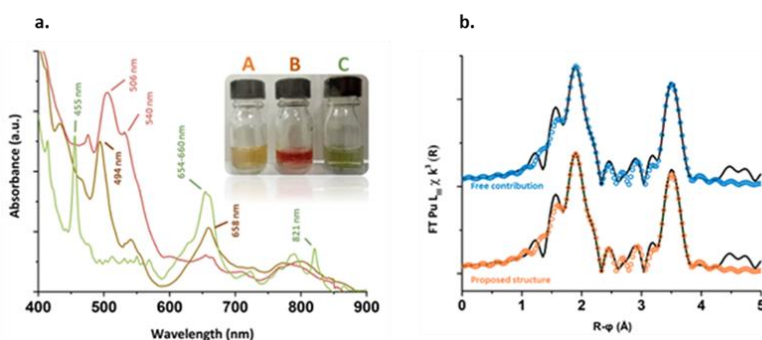 a.
b.
A B C
506 nm
540 nm
455 nm
494 nm
654-660 nm
658 nm
821 nm
Absorbance (a.u.)
400 500 600 700 800 900
Wavelength (nm)
FT Pu LIII χ k³ (R)
Free contribution
Proposed structure
0 1 2 3 4 5
R-φ (Å)